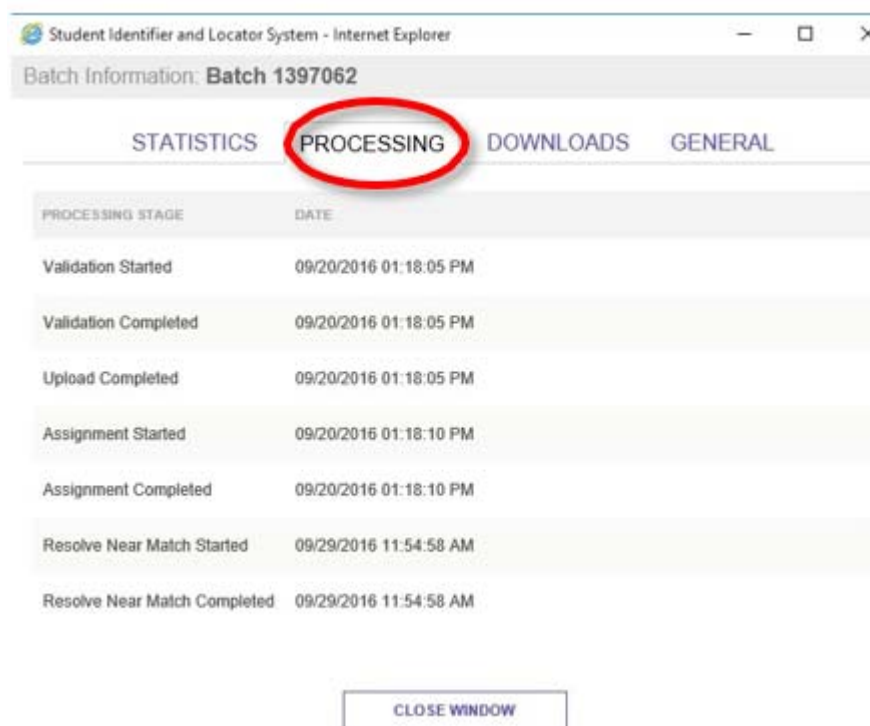 Student Identifier and Locator System - Internet Explorer
Batch Information: Batch 1397062
STATISTICS PROCESSING DOWNLOADS GENERAL
PROCESSING STAGE DATE
Validation Started 09/20/2016 01:18:05 PM
Validation Completed 09/20/2016 01:18:05 PM
Upload Completed 09/20/2016 01:18:05 PM
Assignment Started 09/20/2016 01:18:10 PM
Assignment Completed 09/20/2016 01:18:10 PM
Resolve Near Match Started 09/29/2016 11:54:58 AM
Resolve Near Match Completed 09/29/2016 11:54:58 AM
CLOSE WINDOW